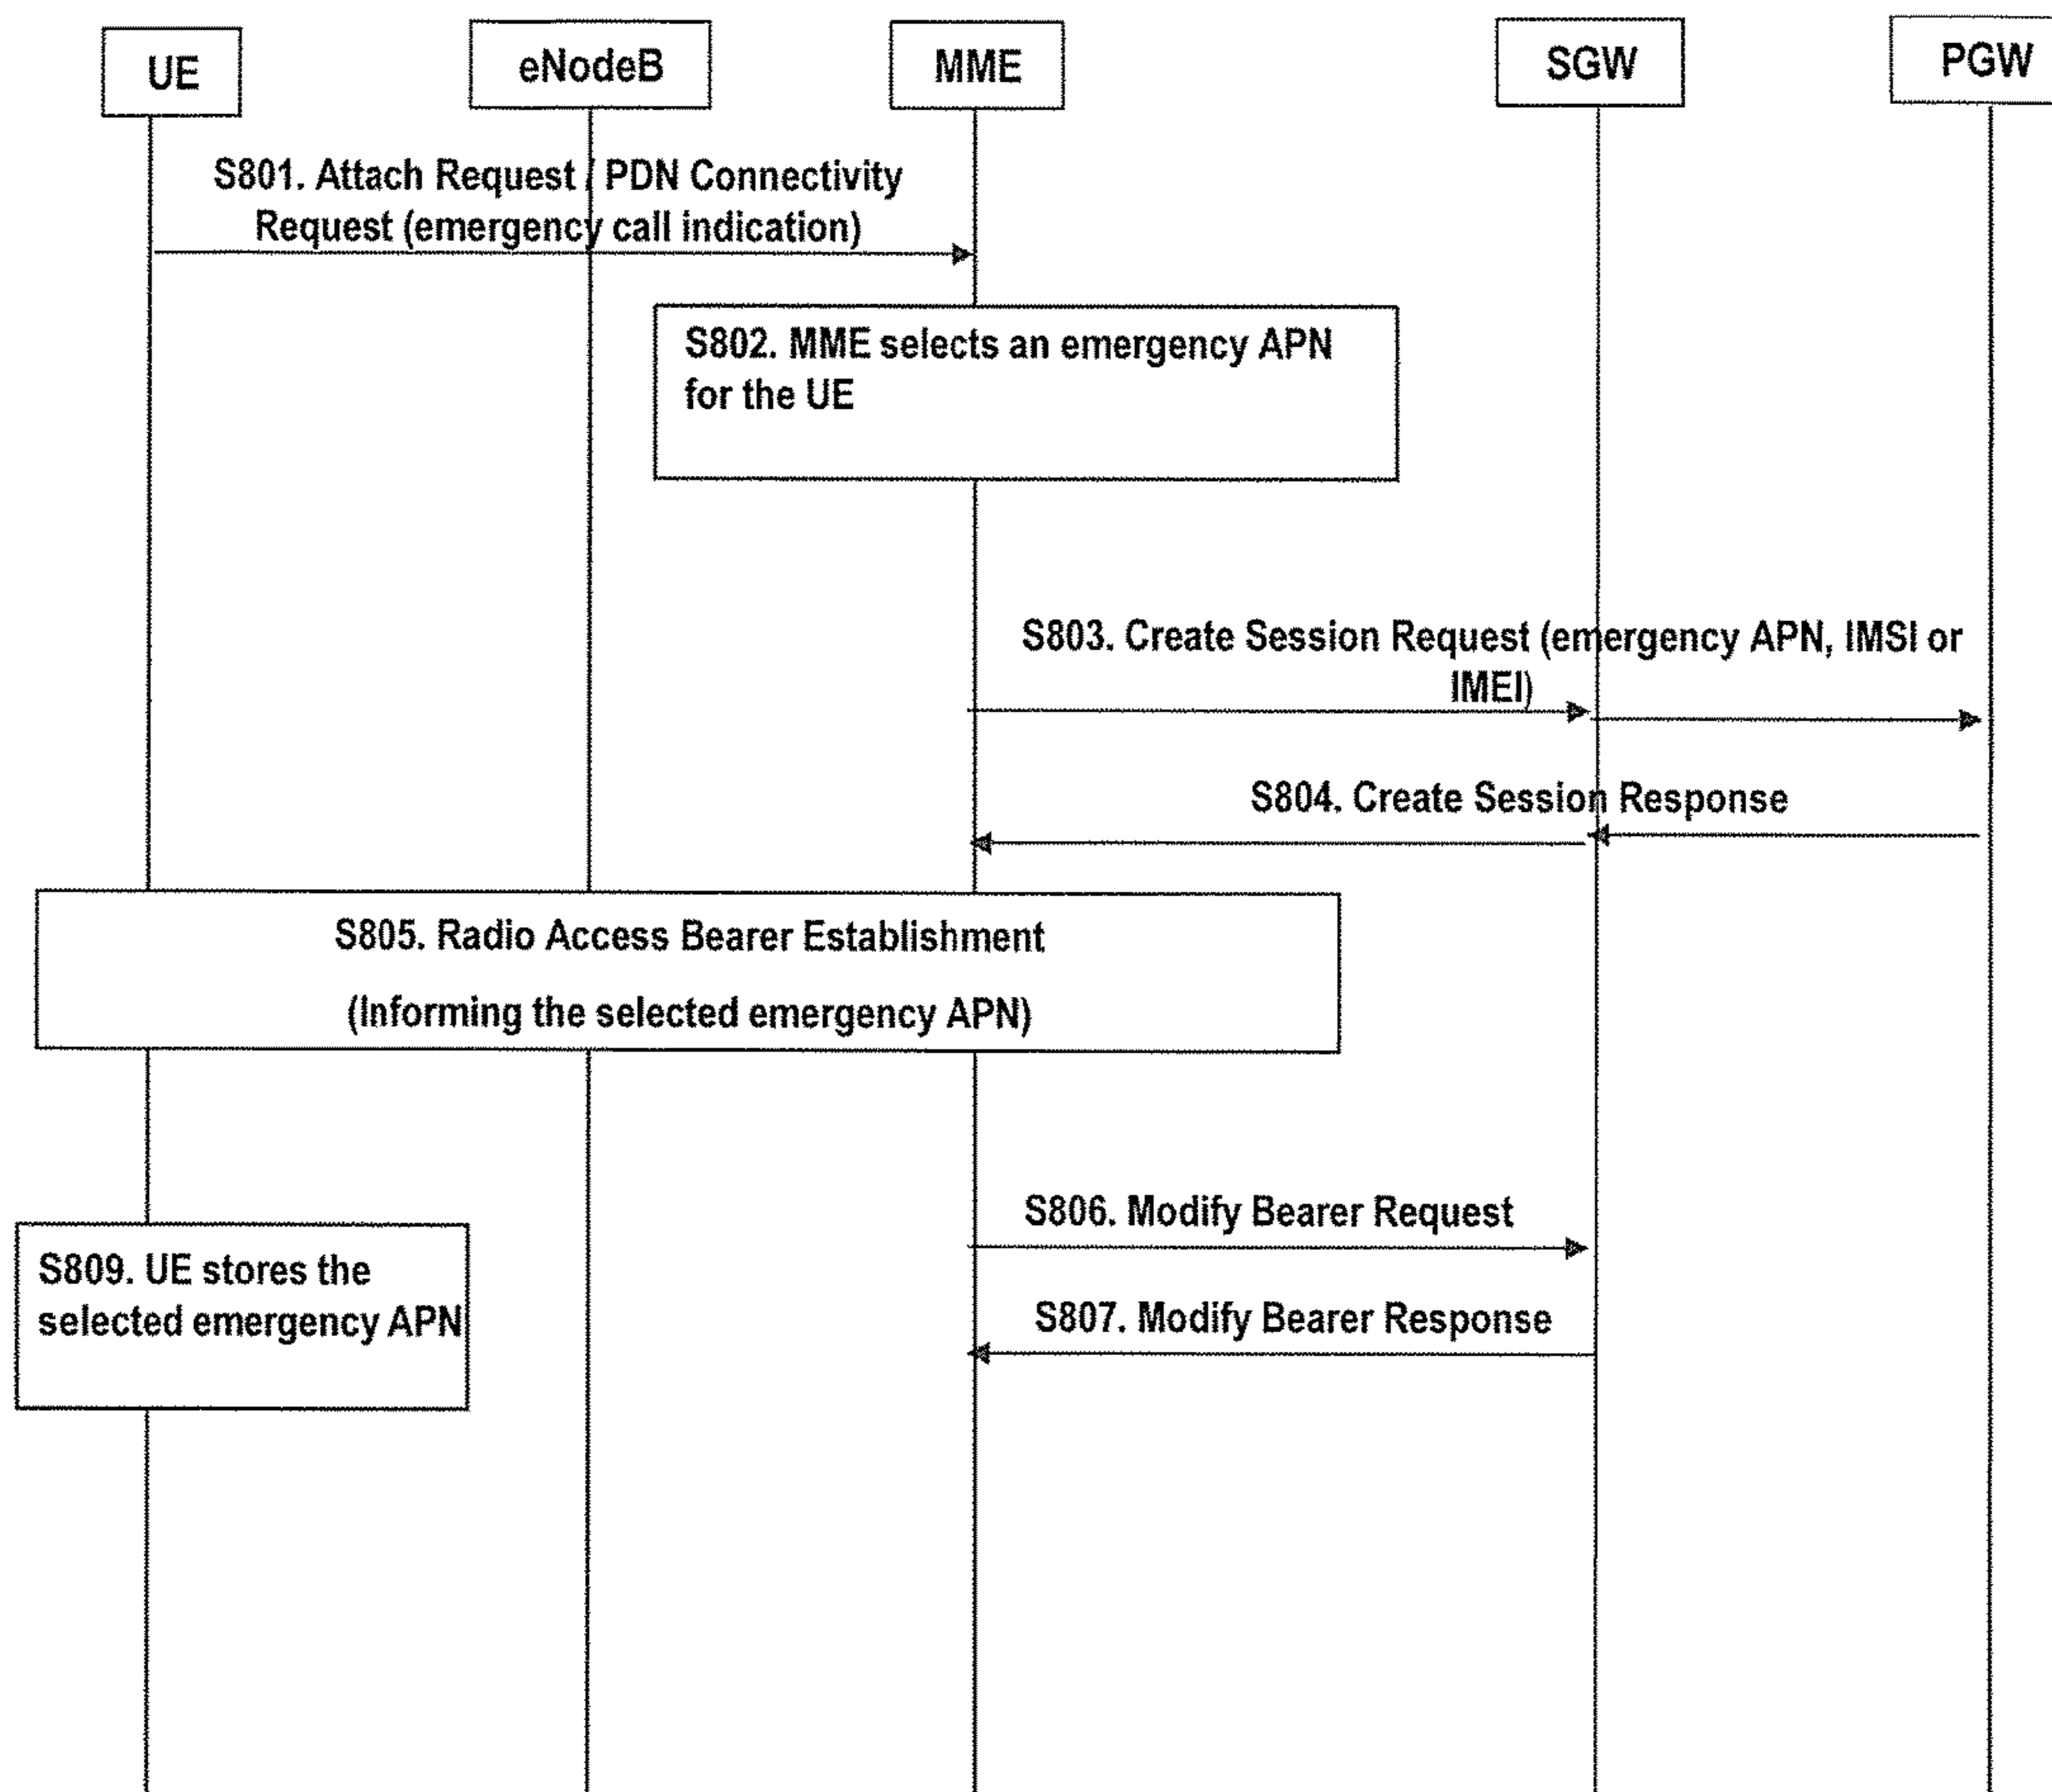 UE
eNodeB
MME
SGW
PGW
S801. Attach Request / PDN Connectivity
Request (emergency call indication)
S802. MME selects an emergency APN
for the UE
S803. Create Session Request (emergency APN, IMSI or
IMEI)
S804. Create Session Response
S805. Radio Access Bearer Establishment
(Informing the selected emergency APN)
S806. Modify Bearer Request
S809. UE stores the
selected emergency APN
S807. Modify Bearer Response